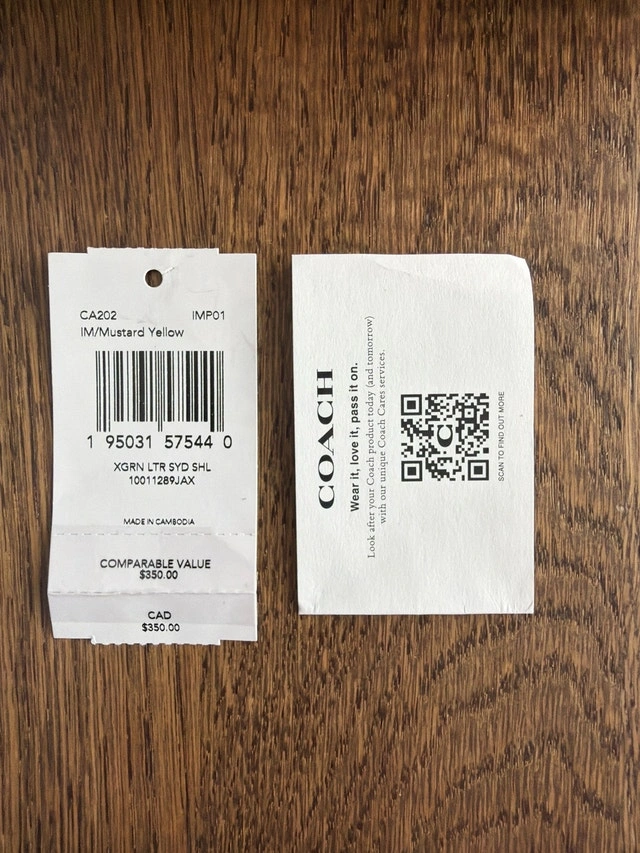 CA202 IMP01
IM/Mustard Yellow
1 95031 57544 0
XGRN LTR SYD SHL
10011289JAX
MADE IN CAMBODIA
COMPARABLE VALUE
$350.00
CAD
$350.00
COACH
Wear it, love it, pass it on.
Look after your Coach product today (and tomorrow)
with our unique Coach Cares services.
C
SCAN TO FIND OUT MORE